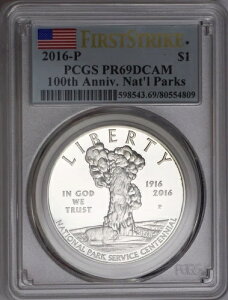 FIRSTSTRIKE.
2016-P $1
PCGS PR69DCAM
100th Anniv. Nat'l Parks
598543.69/80554809
LIBERTY
IN GOD
WE
TRUST
1916
2016
P
NATIONAL PARK SERVICE CENTENNIAL
PCGS